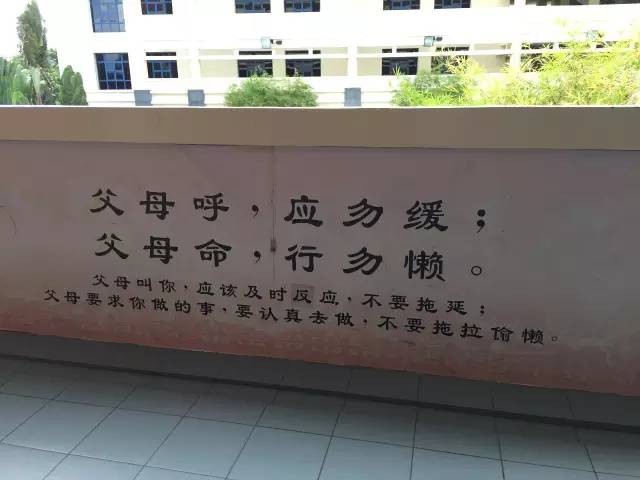 父母呼，应勿缓；
父母命，行勿懒。
父母叫你，应该及时反应，不要拖延；
父母要求你做的事，要认真去做，不要拖拉偷懒。